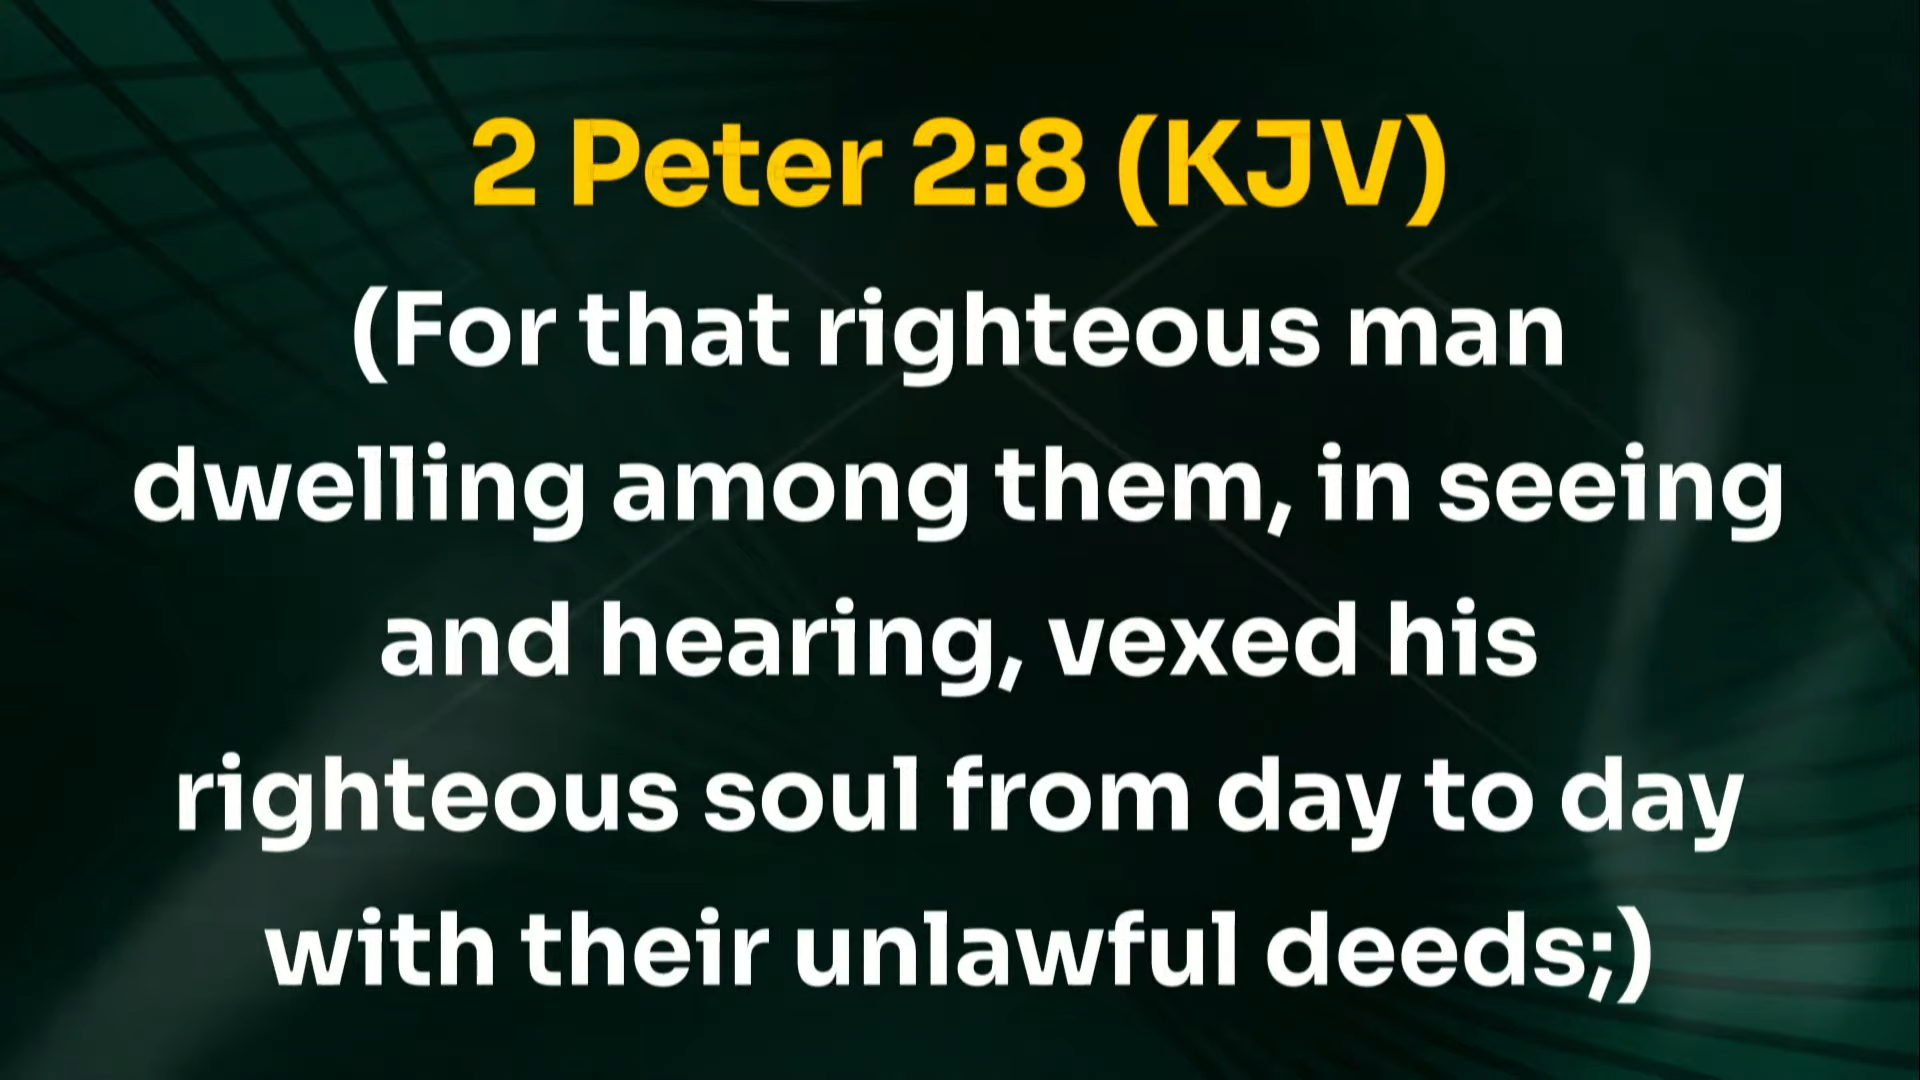 2 Peter 2:8 (KJV)
(For that righteous man
dwelling among them, in seeing
and hearing, vexed his
righteous soul from day to day
with their unlawful deeds;)